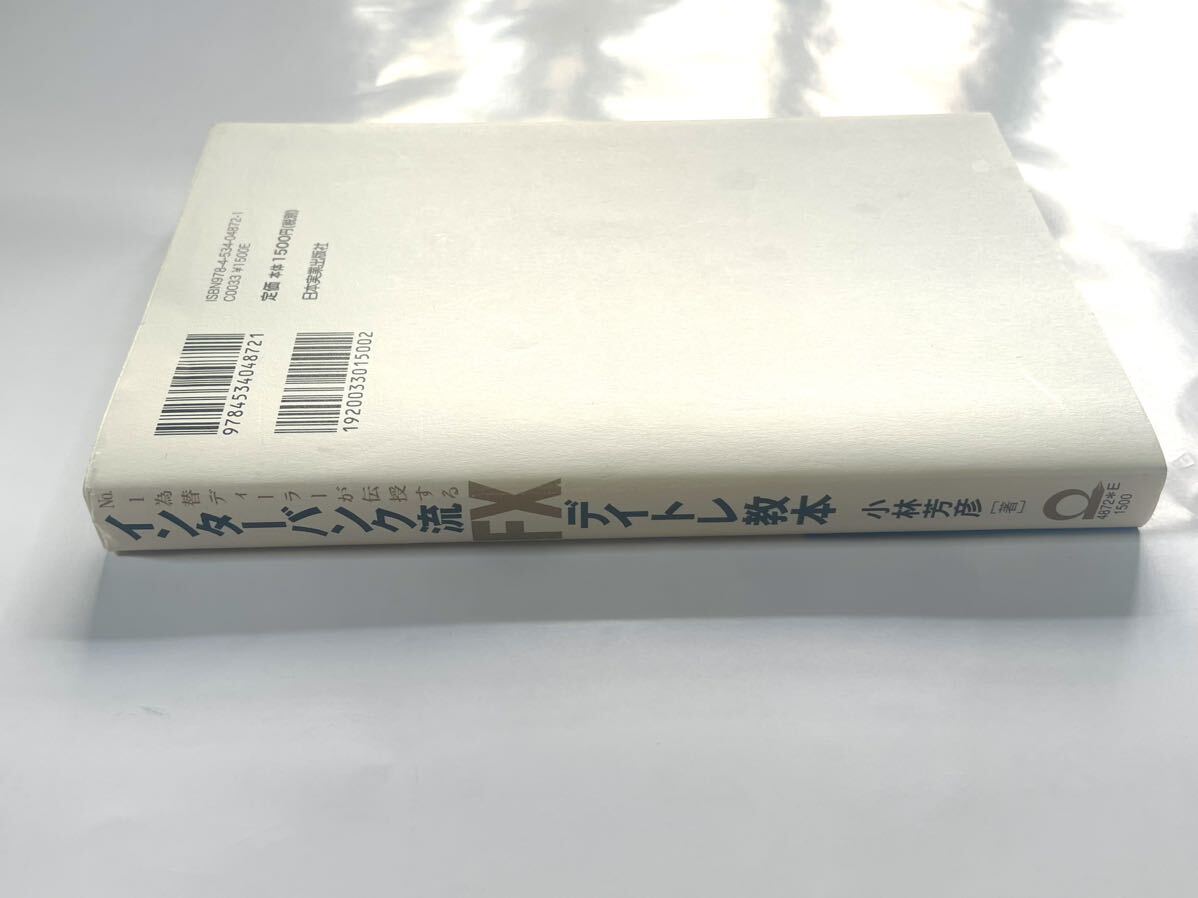 ISBN978-4-534-04872-1
C0033 ¥1500E
定価 本体1500円(税別)
日本実業出版社
9784534048721
1920033015002
No.1為替ディーラーが伝授する
インターバンク流FXデイトレ教本
小林芳彦[著]
4872*E
1500